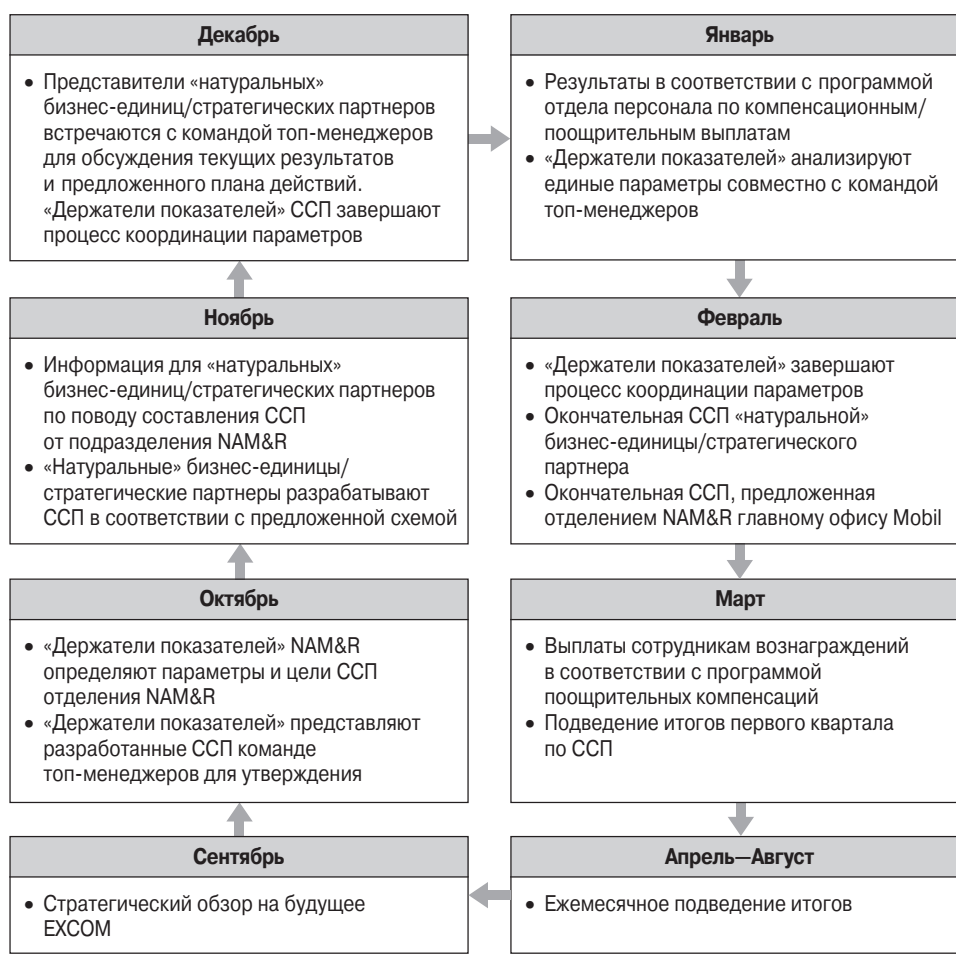 Декабрь
• Представители «натуральных»
бизнес-единиц/стратегических партнеров
встречаются с командой топ-менеджеров
для обсуждения текущих результатов
и предложенного плана действий.
«Держатели показателей» ССП завершают
процесс координации параметров
Январь
• Результаты в соответствии с программой
отдела персонала по компенсационным/
поощрительным выплатам
• «Держатели показателей» анализируют
единые параметры совместно с командой
топ-менеджеров
Ноябрь
• Информация для «натуральных»
бизнес-единиц/стратегических партнеров
по поводу составления ССП
от подразделения NAM&R
• «Натуральные» бизнес-единицы/
стратегические партнеры разрабатывают
ССП в соответствии с предложенной схемой
Февраль
• «Держатели показателей» завершают
процесс координации параметров
• Окончательная ССП «натуральной»
бизнес-единицы/стратегического
партнера
• Окончательная ССП, предложенная
отделением NAM&R главному офису Mobil
Октябрь
• «Держатели показателей» NAM&R
определяют параметры и цели ССП
отделения NAM&R
• «Держатели показателей» представляют
разработанные ССП команде
топ-менеджеров для утверждения
Март
• Выплаты сотрудникам вознаграждений
в соответствии с программой
поощрительных компенсаций
• Подведение итогов первого квартала
по ССП
Сентябрь
• Стратегический обзор на будущее
EXCOM
Апрель—Август
• Ежемесячное подведение итогов